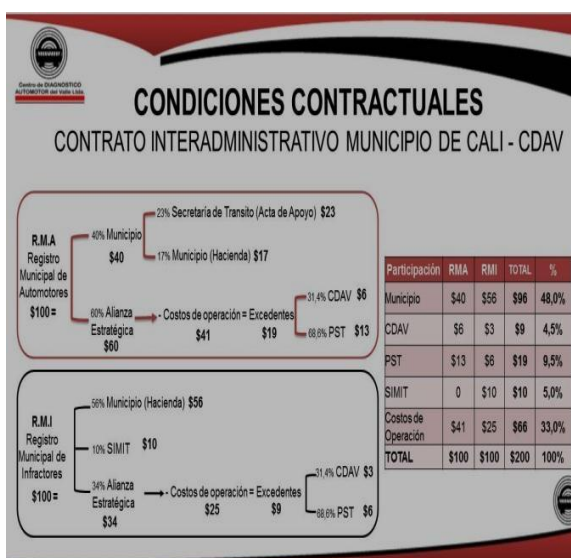 Centro de DIAGNOSTICO
AUTOMOTOR del Valle Ltda.
CONDICIONES CONTRACTUALES
CONTRATO INTERADMINISTRATIVO MUNICIPIO DE CALI - CDAV
R.M.A
Registro
Municipal de
Automotores
$100=
40% Municipio
$40
23% Secretaría de Transito (Acta de Apoyo) $23
17% Municipio (Hacienda) $17
60% Alianza
Estratégica
$60
- Costos de operación = Excedentes
$41 $19
31,4% CDAV $6
68,6% PST $13
R.M.I
Registro
Municipal de
Infractores
$100=
56% Municipio (Hacienda) $56
10% SIMIT $10
34% Alianza
Estratégica
$34
- Costos de operación = Excedentes
$25 $9
31,4% CDAV $3
68,6% PST $6
Participación RMA RMI TOTAL %
Municipio $40 $56 $96 48,0%
CDAV $6 $3 $9 4,5%
PST $13 $6 $19 9,5%
SIMIT 0 $10 $10 5,0%
Costos de
Operación $41 $25 $66 33,0%
TOTAL $100 $100 $200 100%